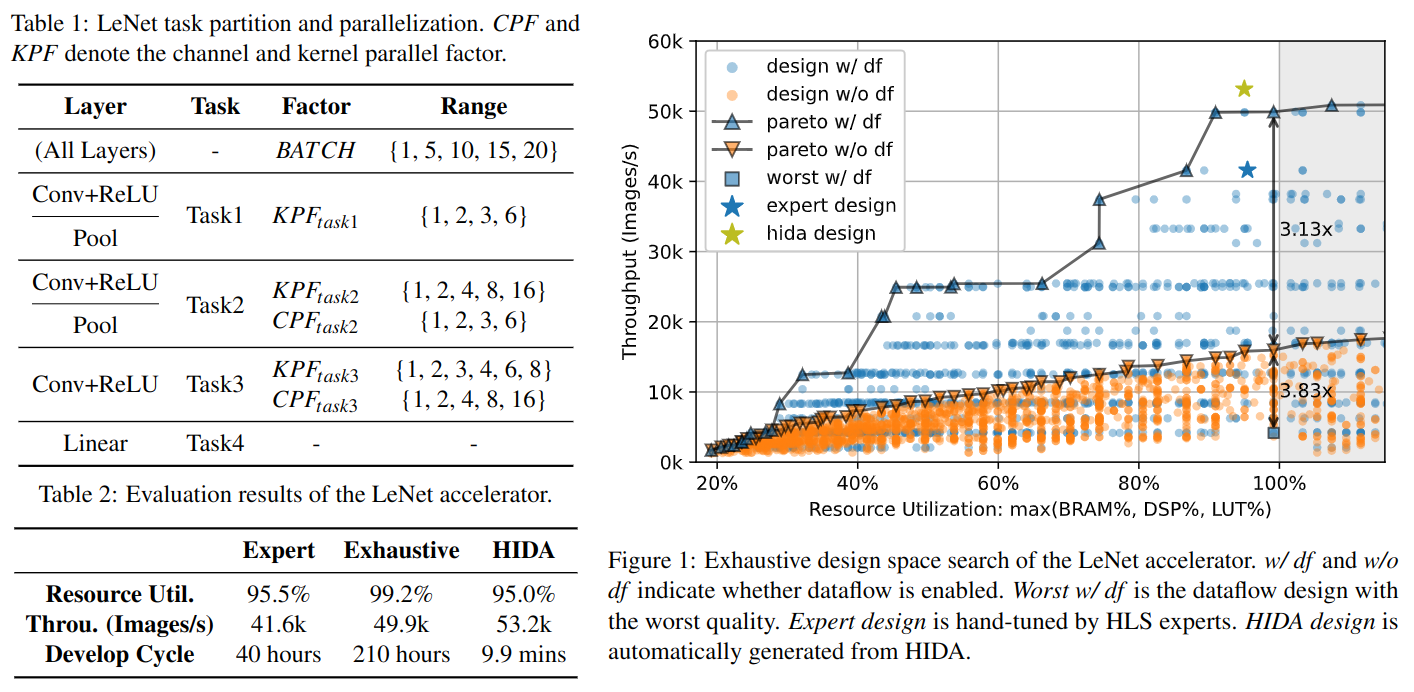 Table 1: LeNet task partition and parallelization. CPF and
KPF denote the channel and kernel parallel factor.
Layer Task Factor Range
(All Layers) - BATCH {1, 5, 10, 15, 20}
Conv+ReLU
Pool
Task1 KPFtask1 {1, 2, 3, 6}
Conv+ReLU
Pool
Task2 KPFtask2 {1, 2, 4, 8, 16}
CPFtask2 {1, 2, 3, 6}
Conv+ReLU Task3 KPFtask3 {1, 2, 3, 4, 6, 8}
CPFtask3 {1, 2, 4, 8, 16}
Linear Task4 - -
Table 2: Evaluation results of the LeNet accelerator.
Expert Exhaustive HIDA
Resource Util. 95.5% 99.2% 95.0%
Throu. (Images/s) 41.6k 49.9k 53.2k
Develop Cycle 40 hours 210 hours 9.9 mins
Throughput (Images/s)
60k
50k
40k
30k
20k
10k
0k
design w/ df
design w/o df
pareto w/ df
pareto w/o df
worst w/ df
expert design
hida design
3.13x
3.83x
20% 40% 60% 80% 100%
Resource Utilization: max(BRAM%, DSP%, LUT%)
Figure 1: Exhaustive design space search of the LeNet accelerator. w/ df and w/o
df indicate whether dataflow is enabled. Worst w/ df is the dataflow design with
the worst quality. Expert design is hand-tuned by HLS experts. HIDA design is
automatically generated from HIDA.